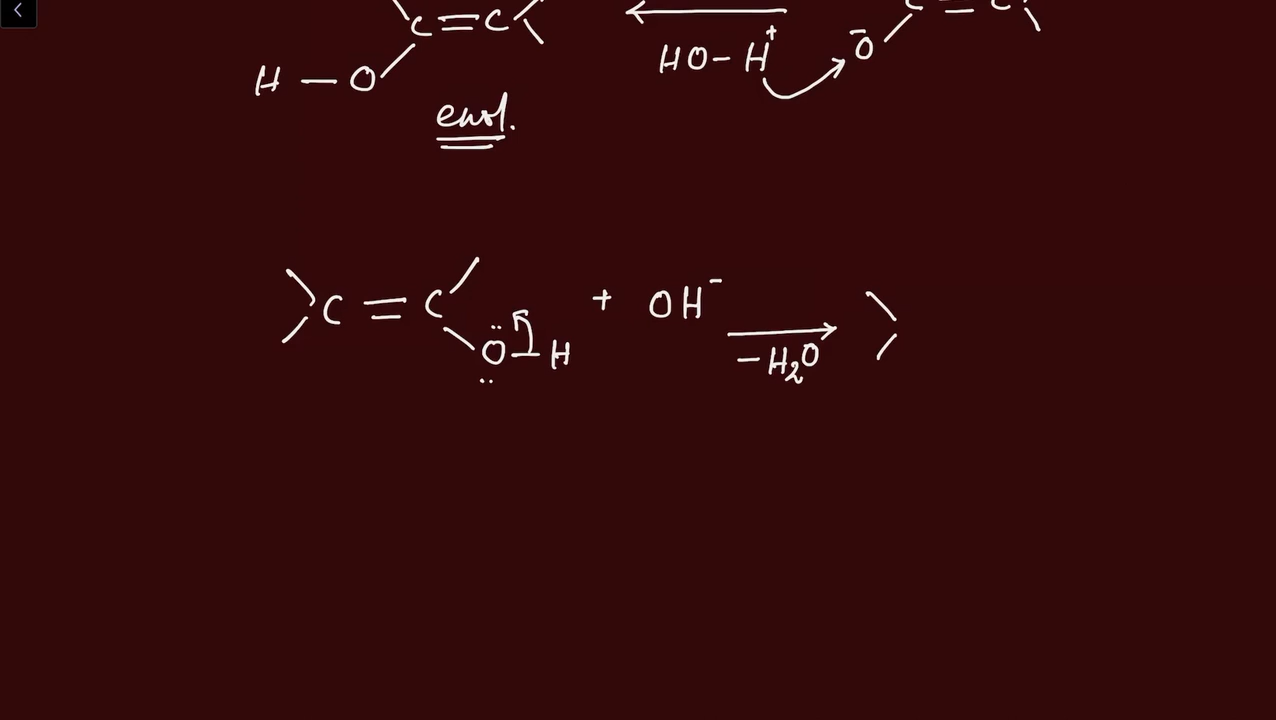 C=C
C=C
HO-H⁺
Ō
H-O
enol.
C=C + OH⁻
-H₂O
Ö-H